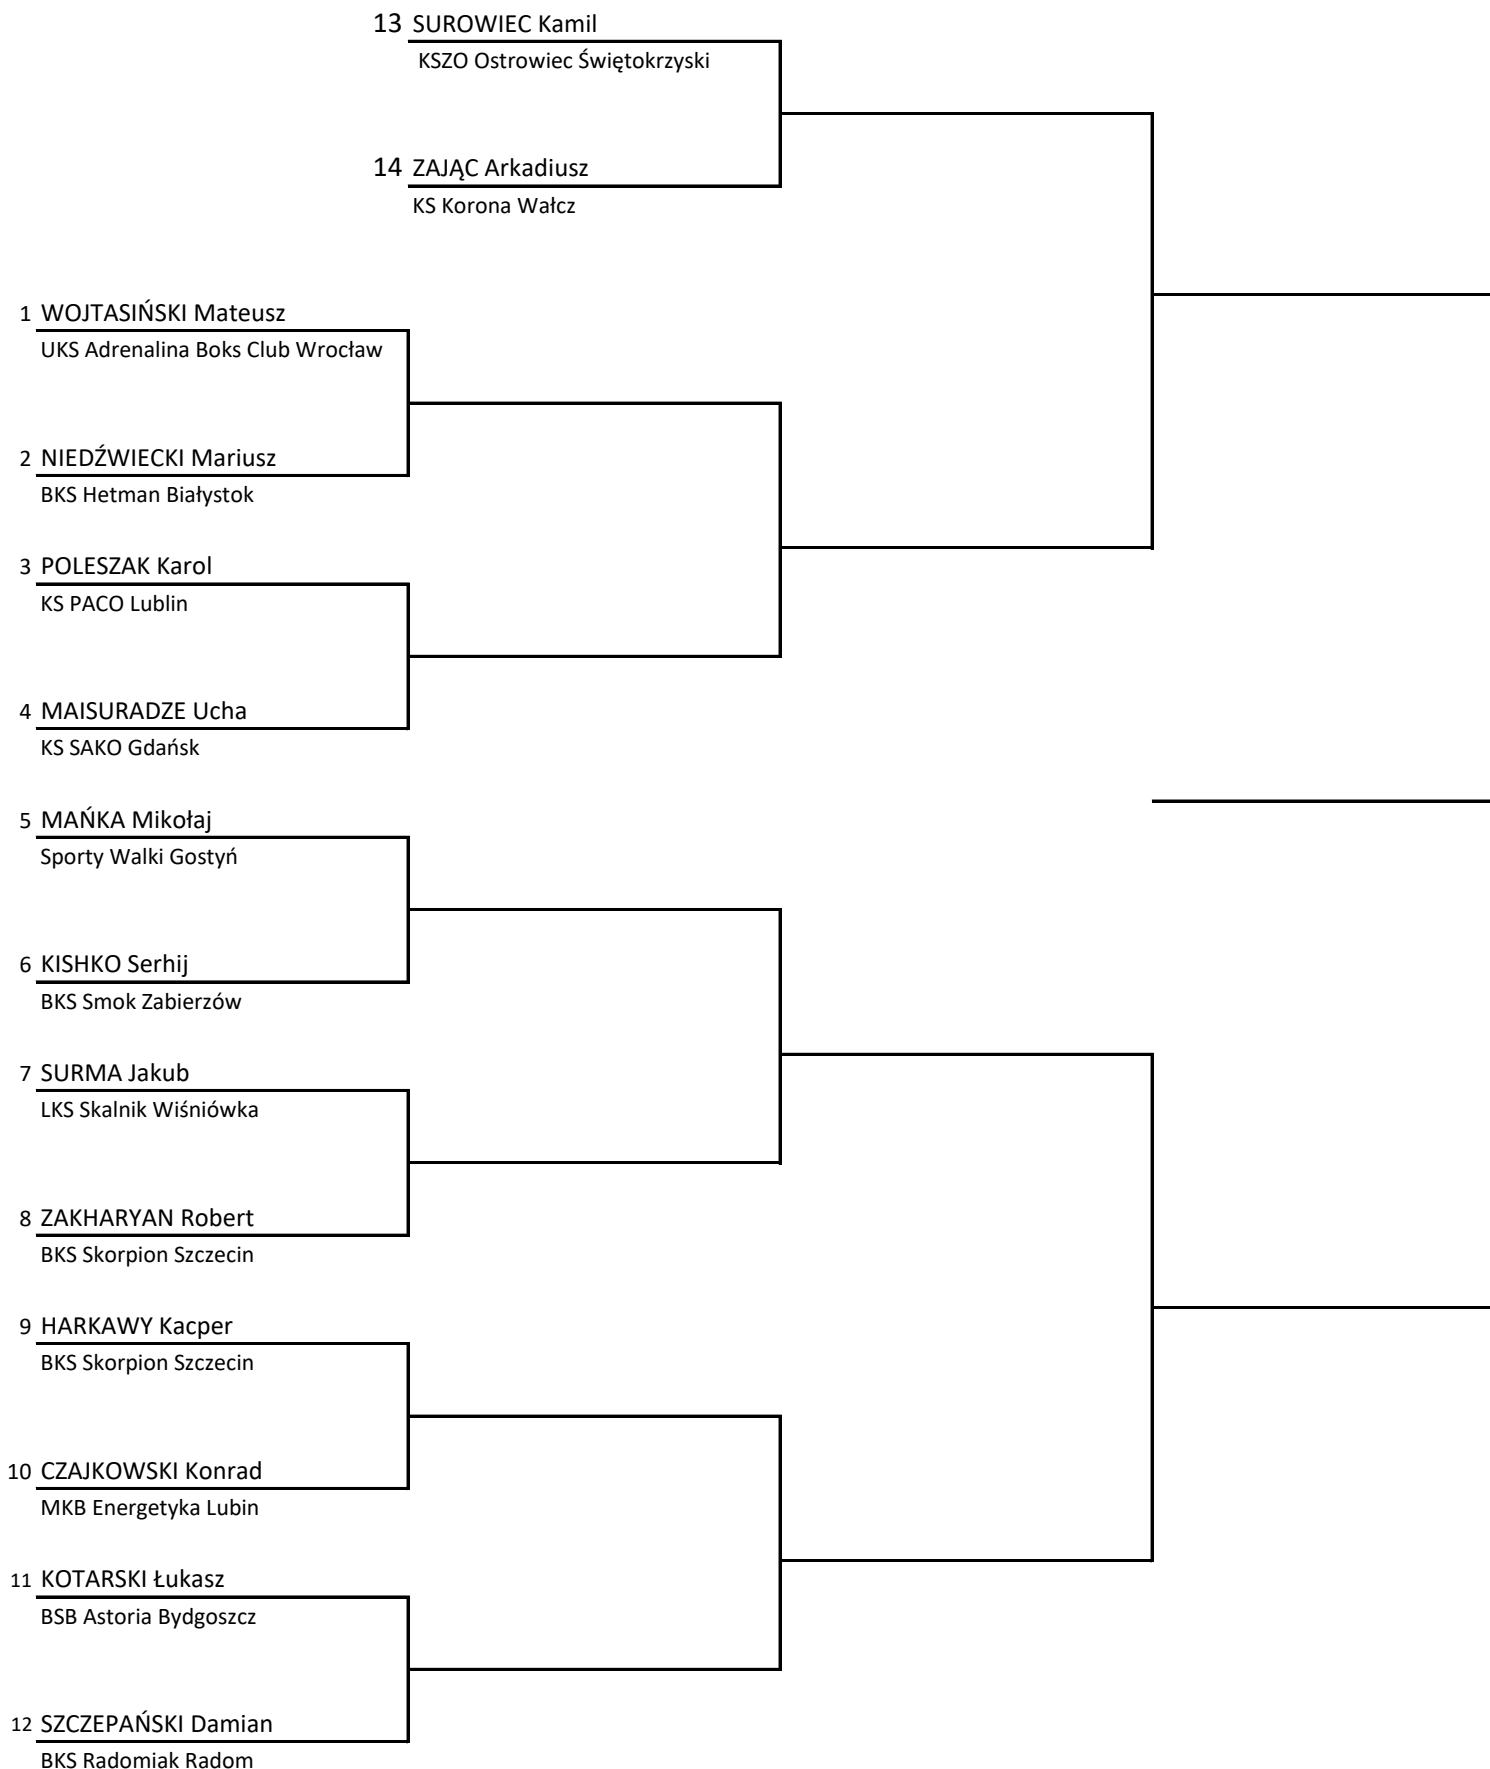 13 SUROWIEC Kamil
KSZO Ostrowiec Świętokrzyski
14 ZAJĄC Arkadiusz
KS Korona Wałcz
1 WOJTASIŃSKI Mateusz
UKS Adrenalina Boks Club Wrocław
2 NIEDŹWIECKI Mariusz
BKS Hetman Białystok
3 POLESZAK Karol
KS PACO Lublin
4 MAISURADZE Ucha
KS SAKO Gdańsk
5 MAŃKA Mikołaj
Sporty Walki Gostyń
6 KISHKO Serhij
BKS Smok Zabierzów
7 SURMA Jakub
LKS Skalnik Wiśniówka
8 ZAKHARYAN Robert
BKS Skorpion Szczecin
9 HARKAWY Kacper
BKS Skorpion Szczecin
10 CZAJKOWSKI Konrad
MKB Energetyka Lubin
11 KOTARSKI Łukasz
BSB Astoria Bydgoszcz
12 SZCZEPAŃSKI Damian
BKS Radomiak Radom